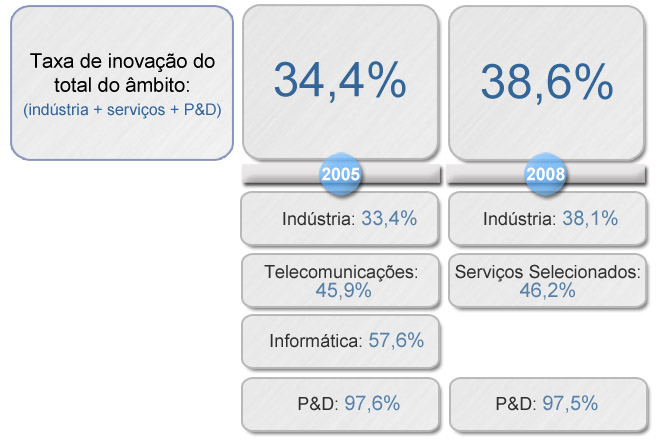 Taxa de inovação do
total do âmbito:
(indústria + serviços + P&D)
34,4%
38,6%
2005
2008
Indústria: 33,4%
Indústria: 38,1%
Telecomunicações:
45,9%
Serviços Selecionados:
46,2%
Informática: 57,6%
P&D: 97,6%
P&D: 97,5%